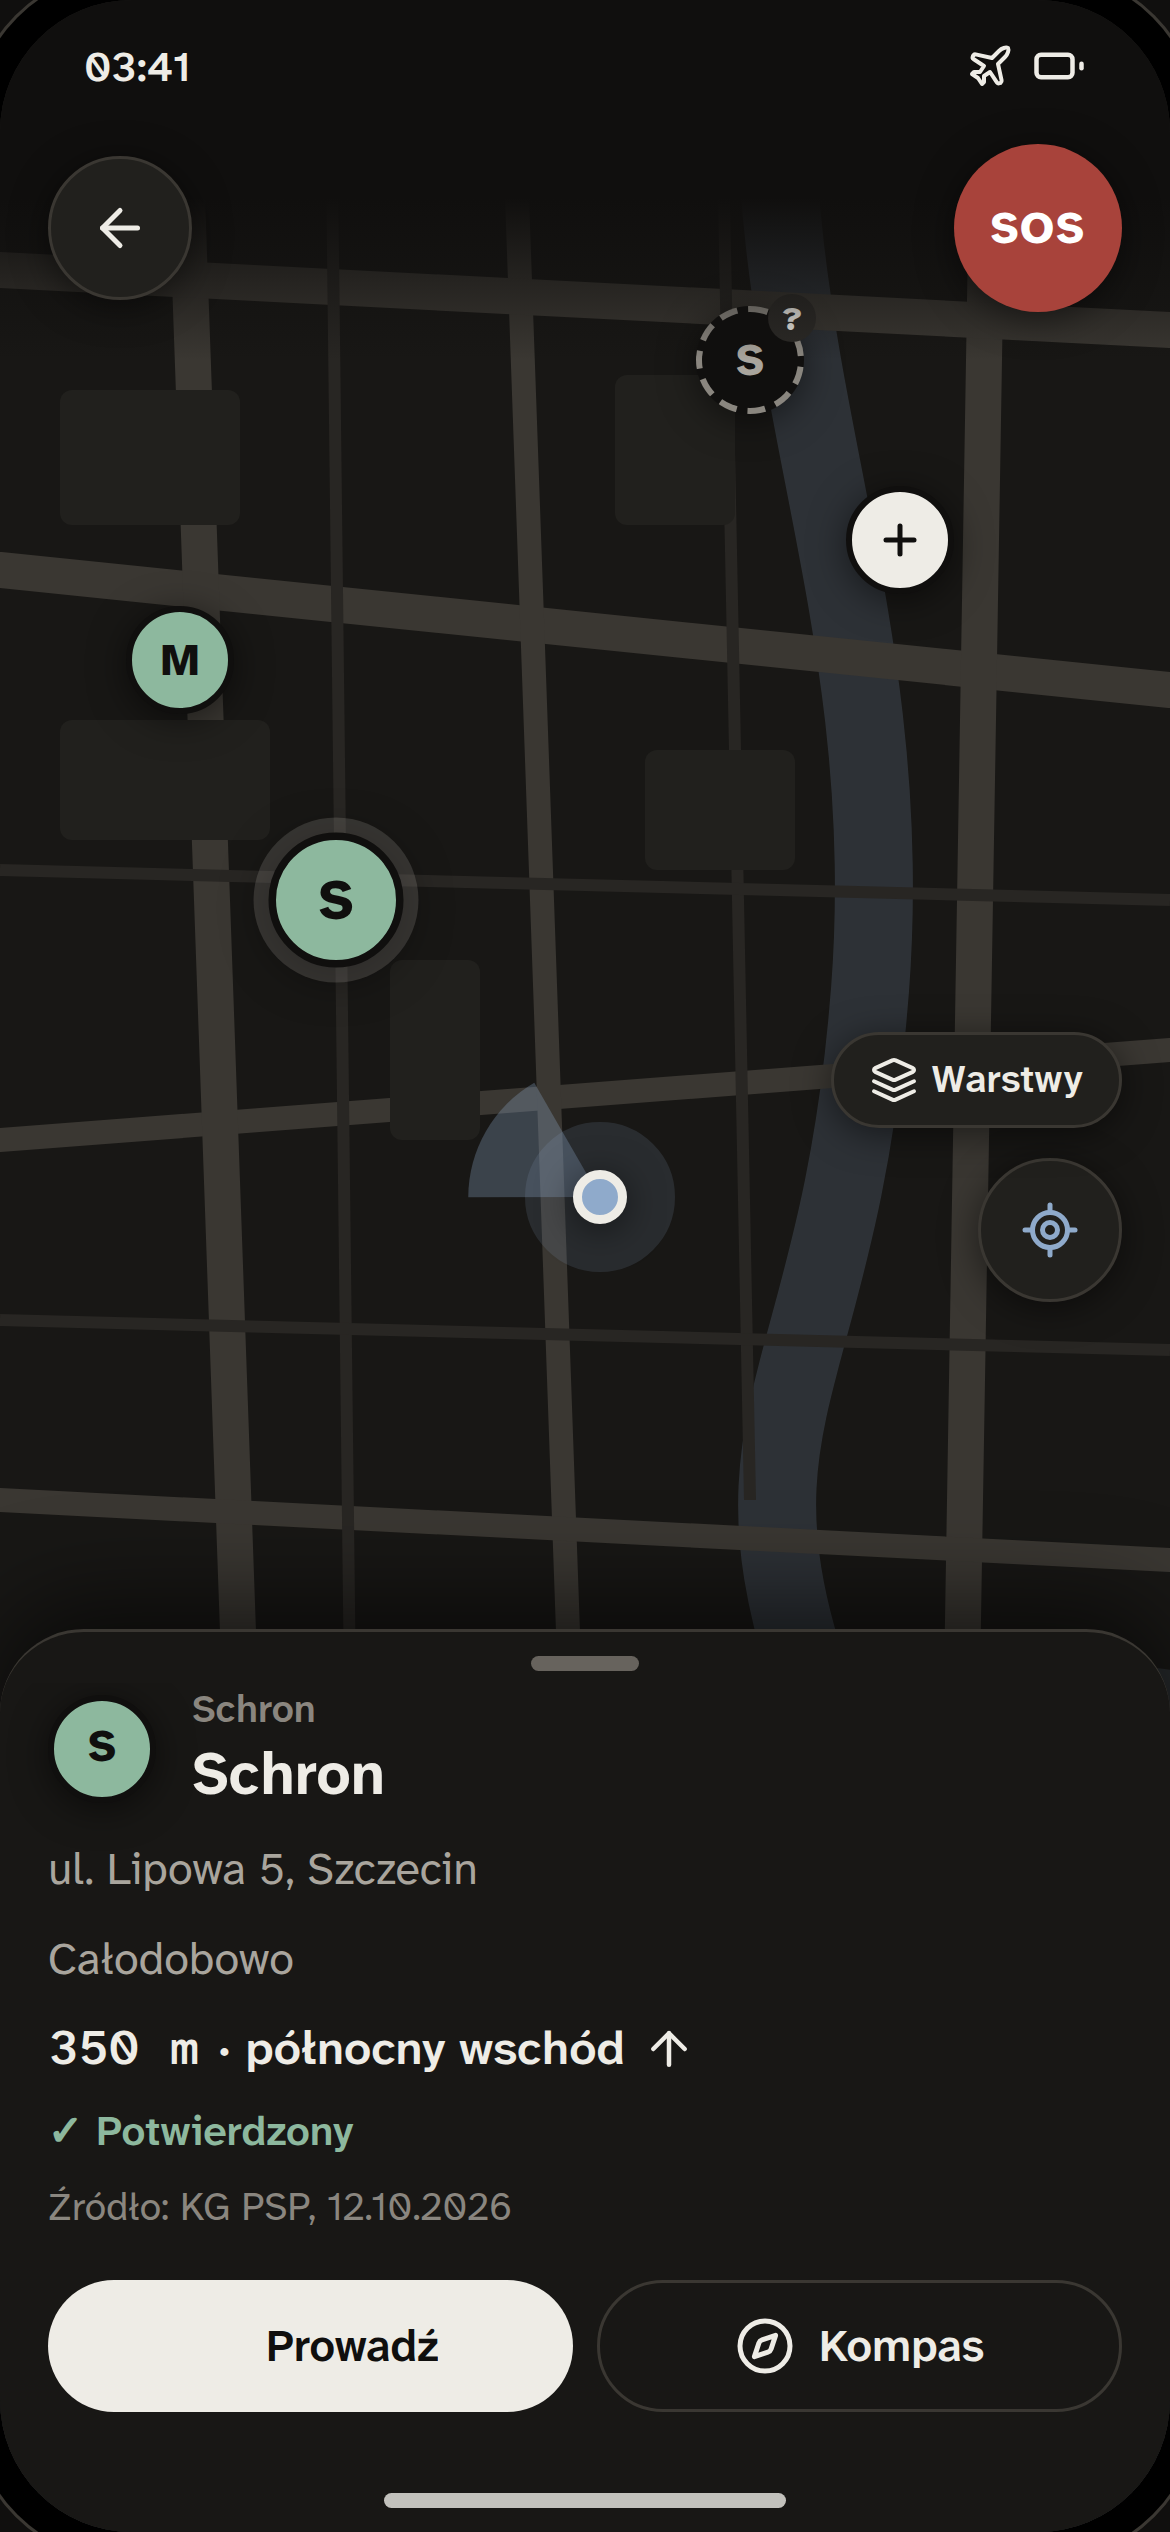 03:41
SOS
?
S
M
S
Warstwy
S
Schron
Schron
ul. Lipowa 5, Szczecin
Całodobowo
350 m · północny wschód ↑
✓ Potwierdzony
Źródło: KG PSP, 12.10.2026
Prowadź
Kompas